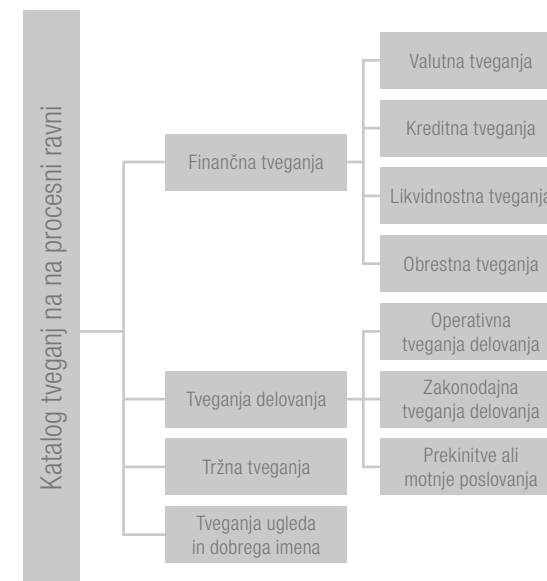 Katalog tveganj na na procesni ravni
Finančna tveganja
Valutna tveganja
Kreditna tveganja
Likvidnostna tveganja
Obrestna tveganja
Tveganja delovanja
Operativna
tveganja delovanja
Zakonodajna
tveganja delovanja
Prekinitve ali
motnje poslovanja
Tržna tveganja
Tveganja ugleda
in dobrega imena